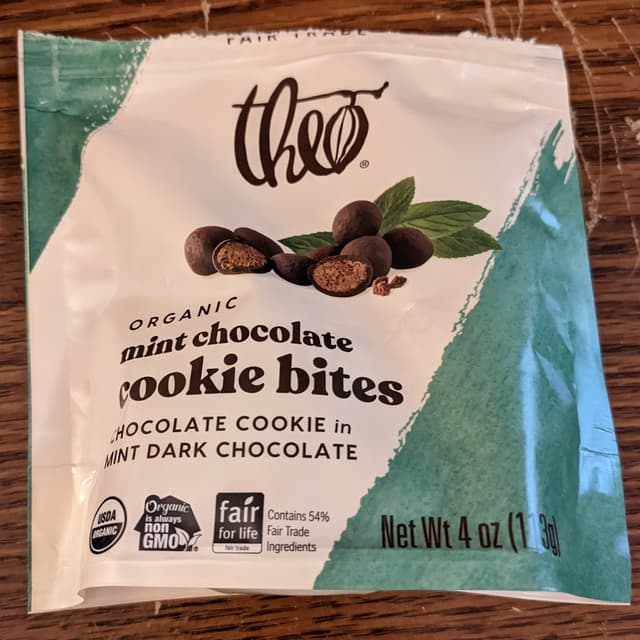 FAIR TRADE
theo®
ORGANIC
mint chocolate
cookie bites
CHOCOLATE COOKIE in
MINT DARK CHOCOLATE
USDA
ORGANIC
Organic
is always
non
GMO
fair
for life
fair trade
Contains 54%
Fair Trade
Ingredients
Net Wt 4 oz (113g)